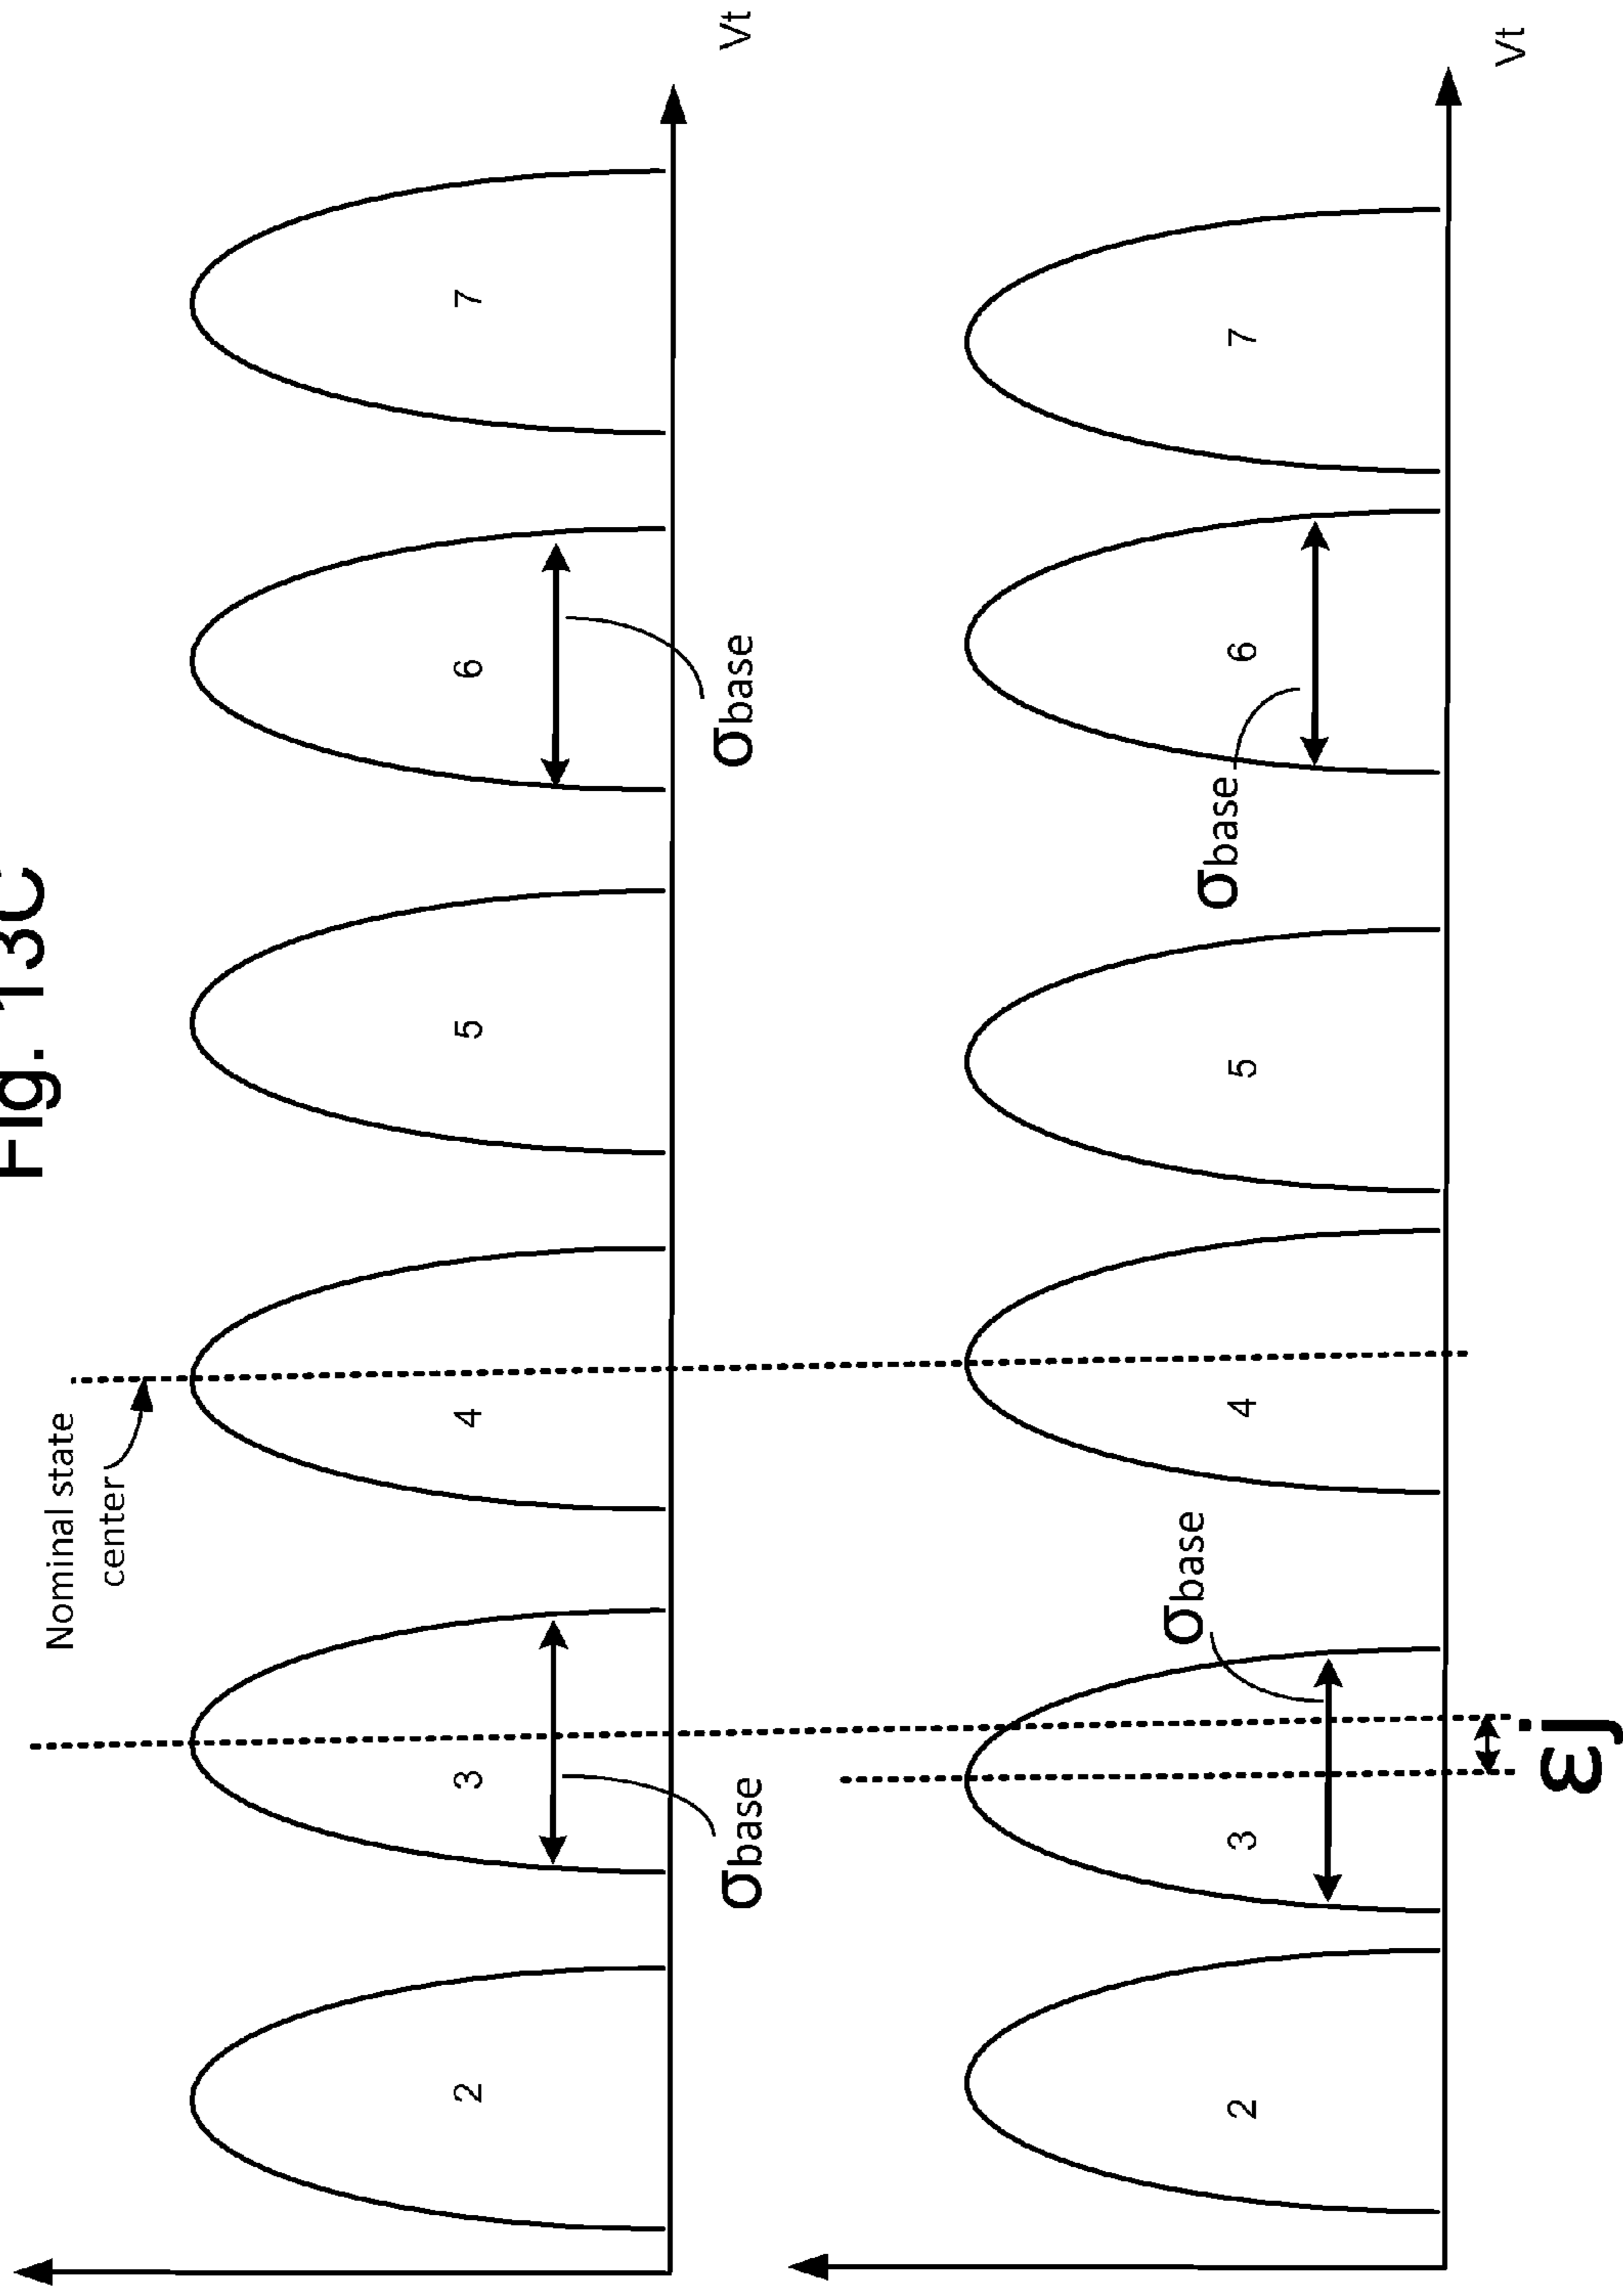 Fig. 13C
Nominal state
center
2
3
4
5
6
7
σbase
σbase
Vt
2
3
4
5
6
7
σbase
σbase
Vt
εj